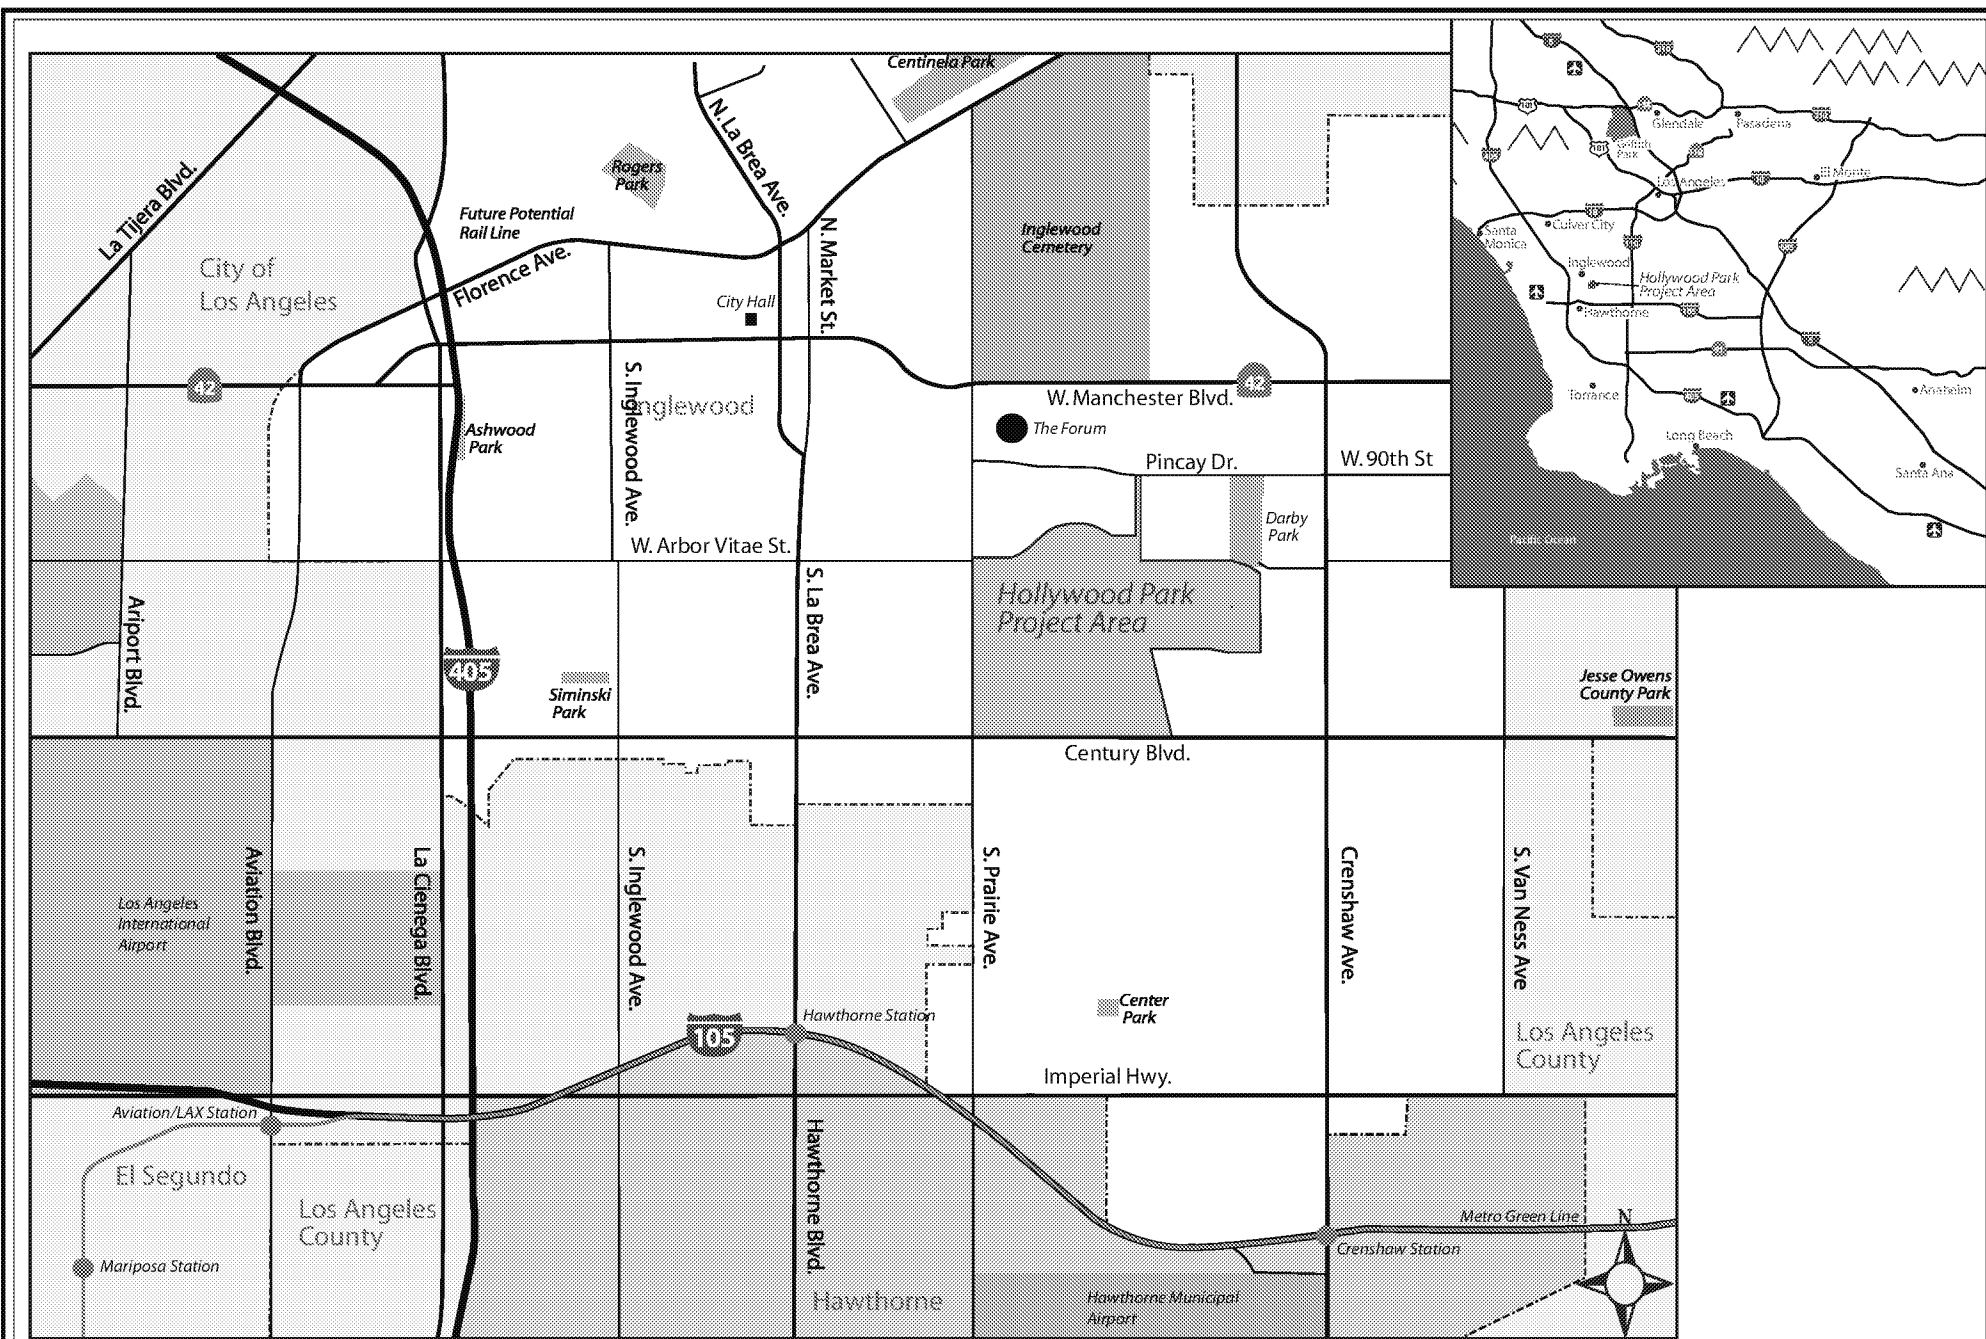 Centinela Park
N. La Brea Ave.
Rogers
Park
La Tijera Blvd.
Future Potential
Rail Line
Florence Ave.
N. Market St.
City of
Los Angeles
City Hall
Inglewood
Cemetery
42
42
W. Manchester Blvd.
S. Inglewood Ave.
Inglewood
Ashwood
Park
The Forum
Pincay Dr.
W. 90th St
Darby
Park
W. Arbor Vitae St.
Hollywood Park
Project Area
Ariport Blvd.
S. La Brea Ave.
405
Siminski
Park
Jesse Owens
County Park
Century Blvd.
Los Angeles
International
Airport
Aviation Blvd.
La Cienega Blvd.
S. Inglewood Ave.
S. Prairie Ave.
Crenshaw Ave.
S. Van Ness Ave
Center
Park
Hawthorne Station
105
Los Angeles
County
Imperial Hwy.
Aviation/LAX Station
El Segundo
Los Angeles
County
Hawthorne Blvd.
Mariposa Station
Metro Green Line
Crenshaw Station
N
Hawthorne
Hawthorne Municipal
Airport
101
Glendale
Pasadena
101
Griffith
Park
Los Angeles
El Monte
Santa
Monica
Culver City
Inglewood
Hollywood Park
Project Area
Hawthorne
Torrance
Anaheim
Long Beach
Santa Ana
Pacific Ocean